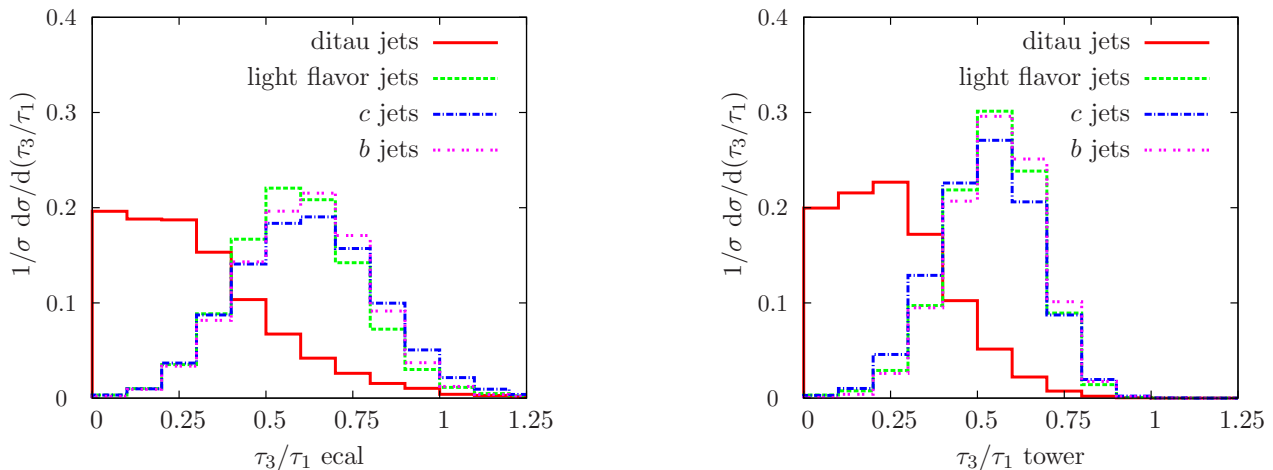 0.4
0.3
0.2
0.1
0
1/σ dσ/d(τ3/τ1)
ditau jets
light flavor jets
c jets
b jets
0 0.25 0.5 0.75 1 1.25
τ3/τ1 ecal
0.4
0.3
0.2
0.1
0
1/σ dσ/d(τ3/τ1)
ditau jets
light flavor jets
c jets
b jets
0 0.25 0.5 0.75 1 1.25
τ3/τ1 tower